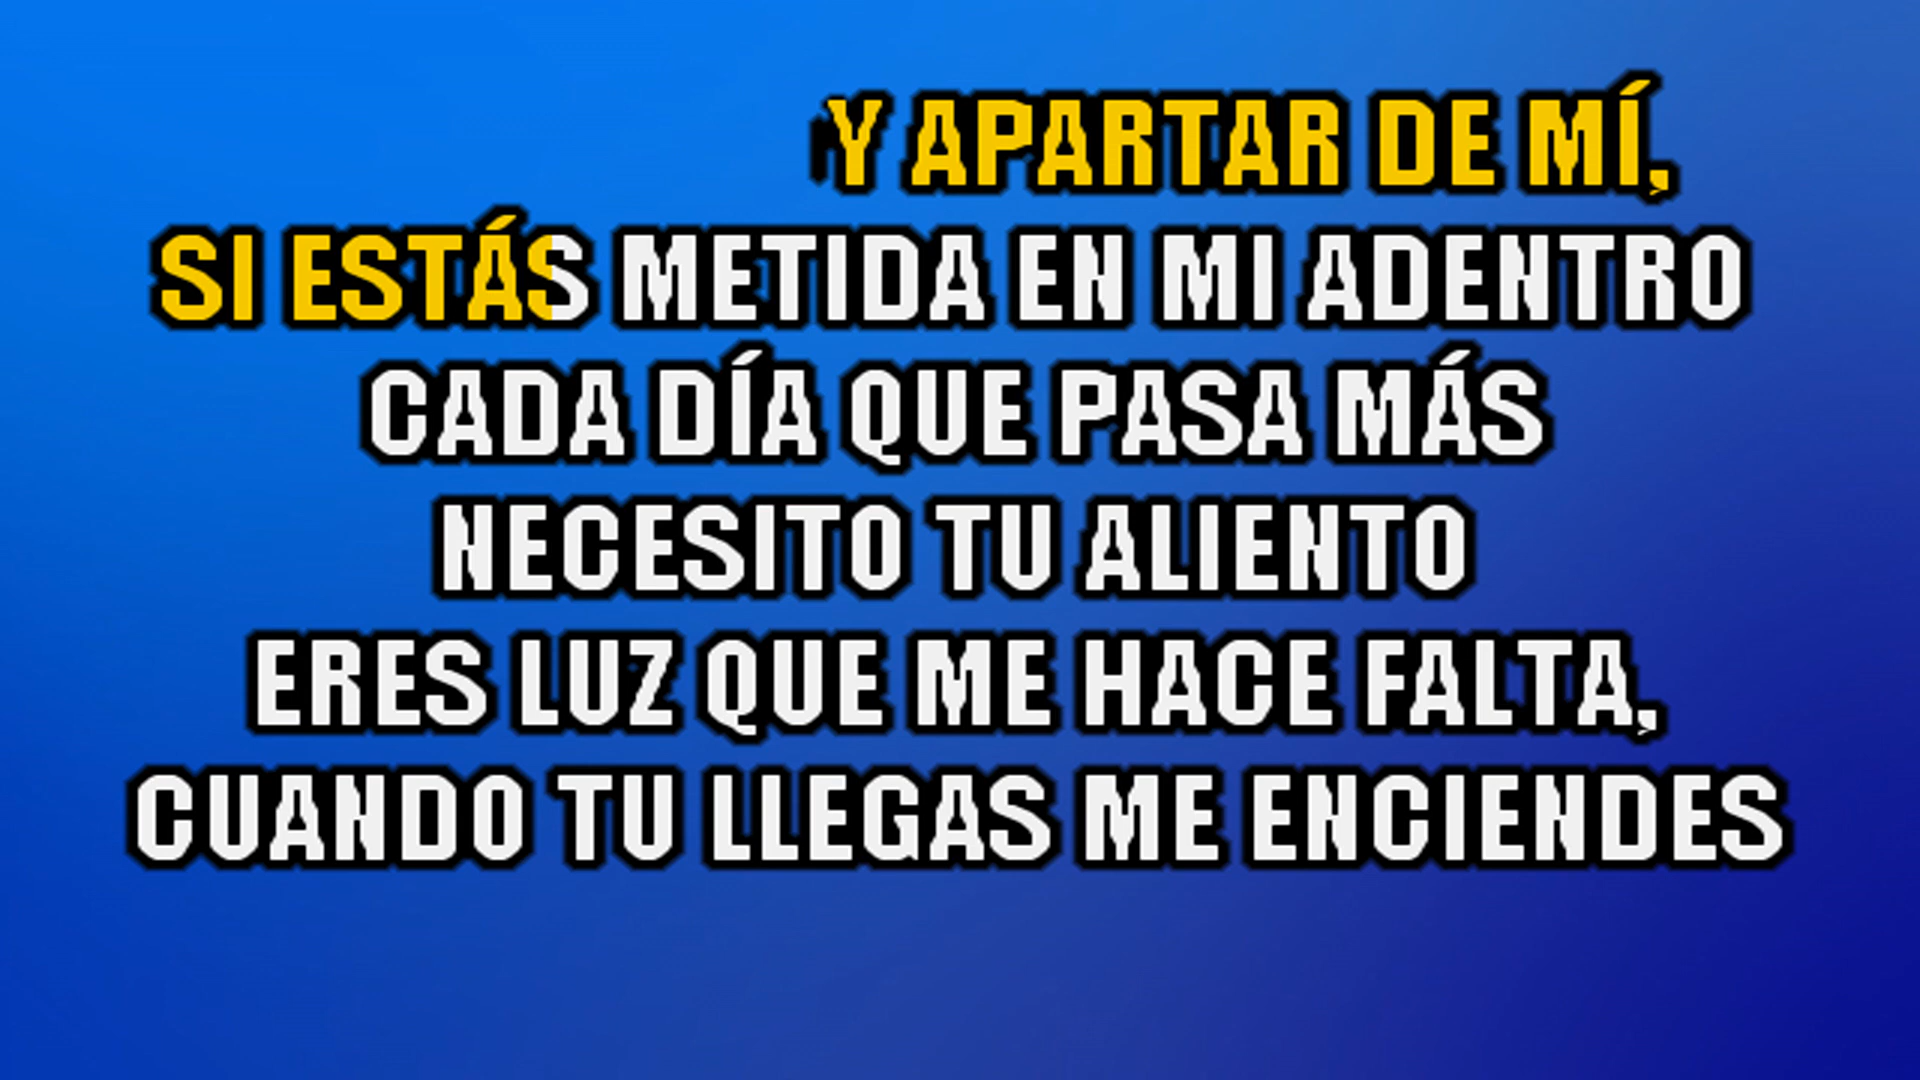 Y APARTAR DE MÍ,
SI ESTÁS METIDA EN MI ADENTRO
CADA DÍA QUE PASA MÁS
NECESITO TU ALIENTO
ERES LUZ QUE ME HACE FALTA,
CUANDO TU LLEGAS ME ENCIENDES